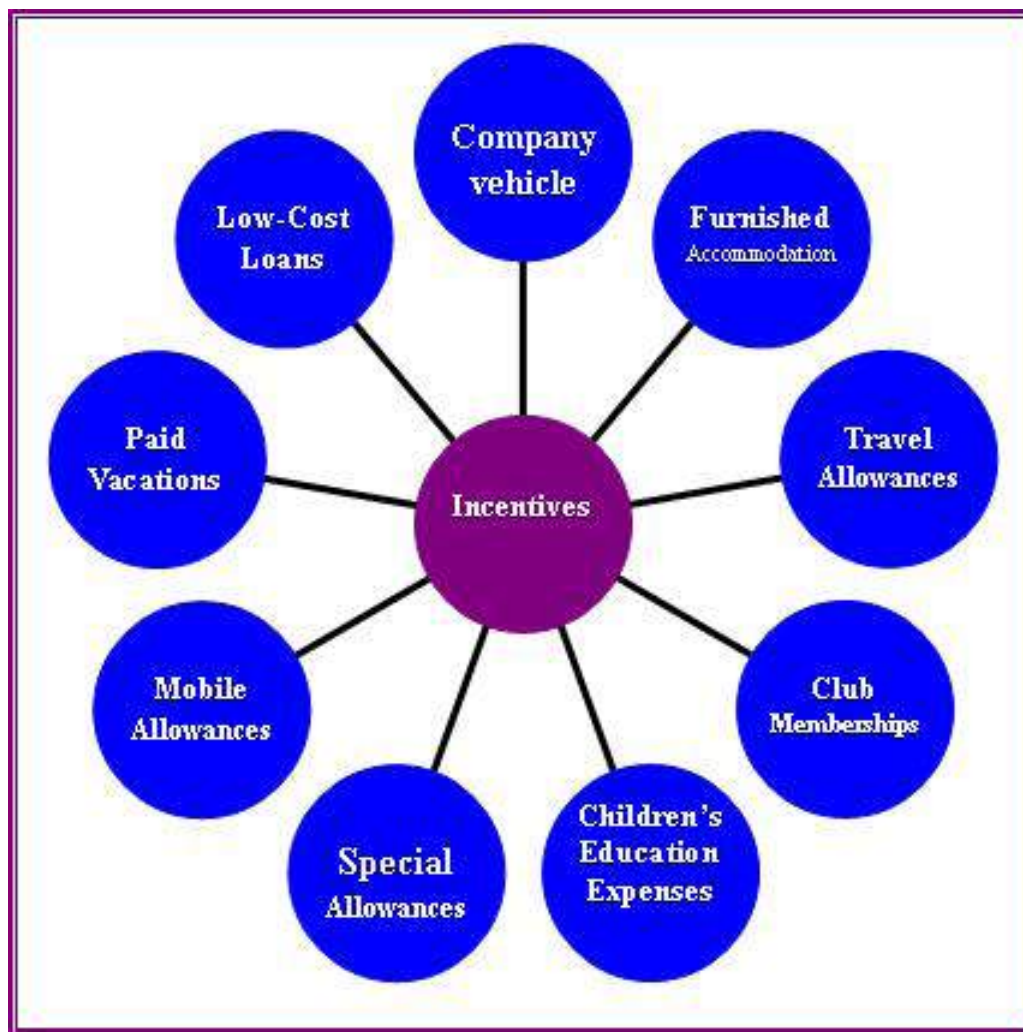 Company
vehicle
Furnished
Accommodation
Travel
Allowances
Club
Memberships
Children's
Education
Expenses
Special
Allowances
Mobile
Allowances
Paid
Vacations
Low-Cost
Loans
Incentives